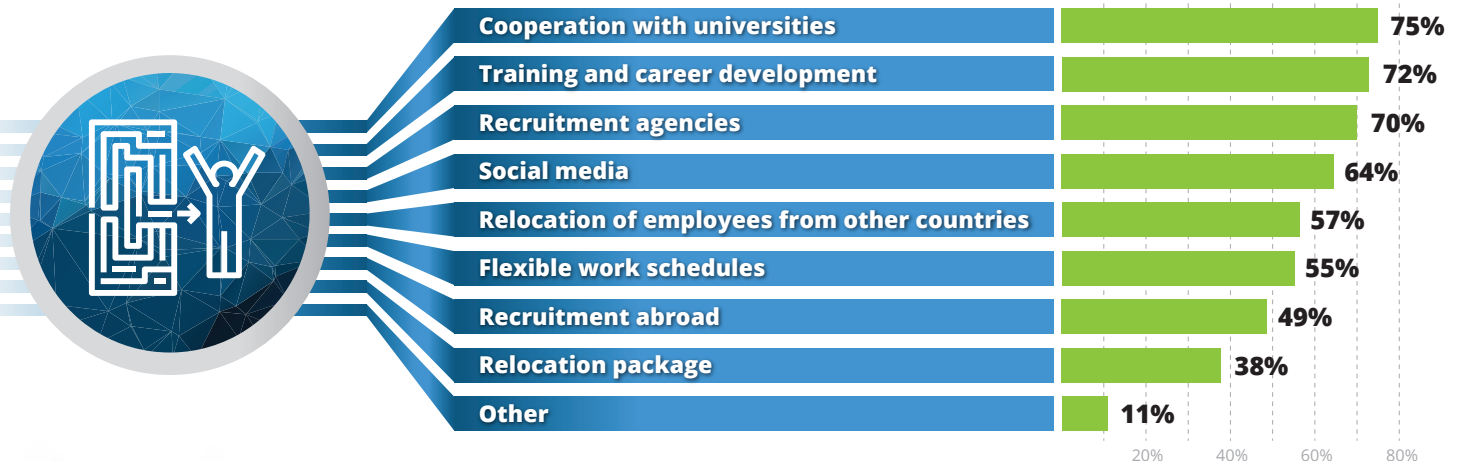 Cooperation with universities 75%
Training and career development 72%
Recruitment agencies 70%
Social media 64%
Relocation of employees from other countries 57%
Flexible work schedules 55%
Recruitment abroad 49%
Relocation package 38%
Other 11%
20% 40% 60% 80%